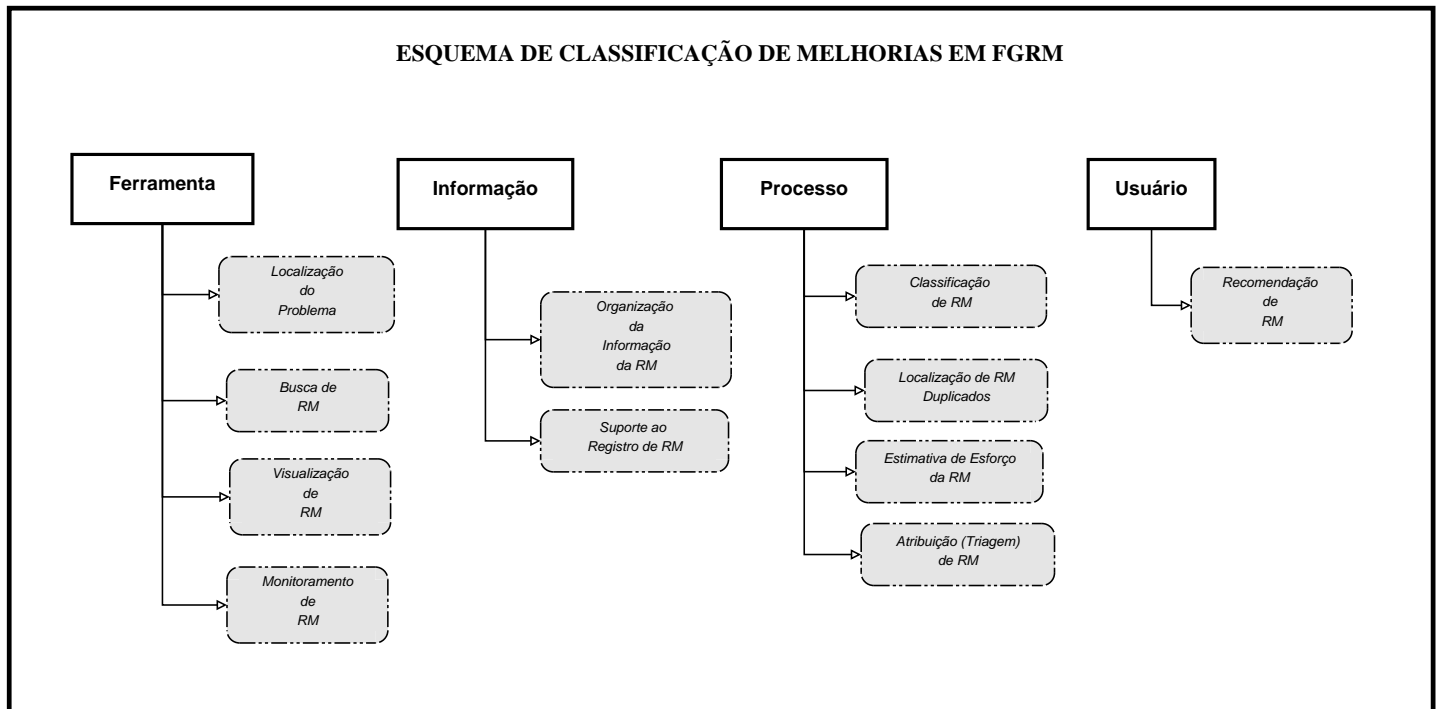 ESQUEMA DE CLASSIFICAÇÃO DE MELHORIAS EM FGRM
Ferramenta
Localização
do
Problema
Busca de
RM
Visualização
de
RM
Monitoramento
de
RM
Informação
Organização
da
Informação
da RM
Suporte ao
Registro de RM
Processo
Classificação
de RM
Localização de RM
Duplicados
Estimativa de Esforço
da RM
Atribuição (Triagem)
de RM
Usuário
Recomendação
de
RM